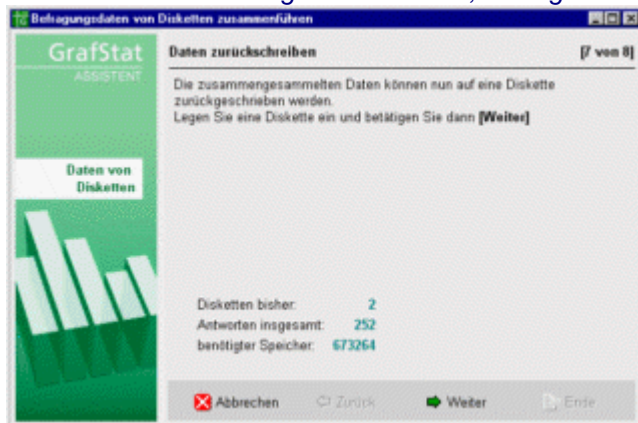 Befragungsdaten von Disketten zusammenführen
GrafStat
ASSISTENT
Daten von
Disketten
Daten zurückschreiben [7 von 8]
Die zusammengesammelten Daten können nun auf eine Diskette
zurückgeschrieben werden.
Legen Sie eine Diskette ein und betätigen Sie dann [Weiter]
Disketten bisher: 2
Antworten insgesamt: 252
benötigter Speicher: 673264
Abbrechen Zurück Weiter Ende